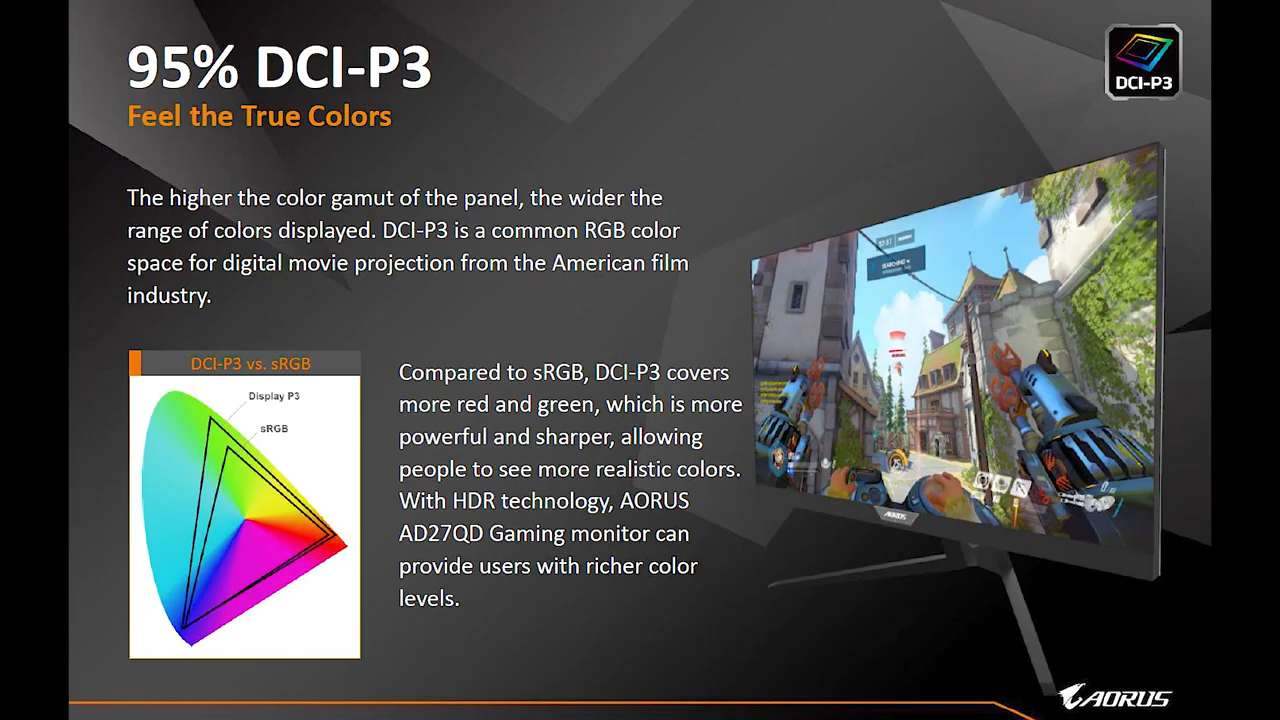 95% DCI-P3
Feel the True Colors
DCI-P3
The higher the color gamut of the panel, the wider the
range of colors displayed. DCI-P3 is a common RGB color
space for digital movie projection from the American film
industry.
DCI-P3 vs. sRGB
Display P3
sRGB
Compared to sRGB, DCI-P3 covers
more red and green, which is more
powerful and sharper, allowing
people to see more realistic colors.
With HDR technology, AORUS
AD27QD Gaming monitor can
provide users with richer color
levels.
SEARCHING
AORUS
AORUS